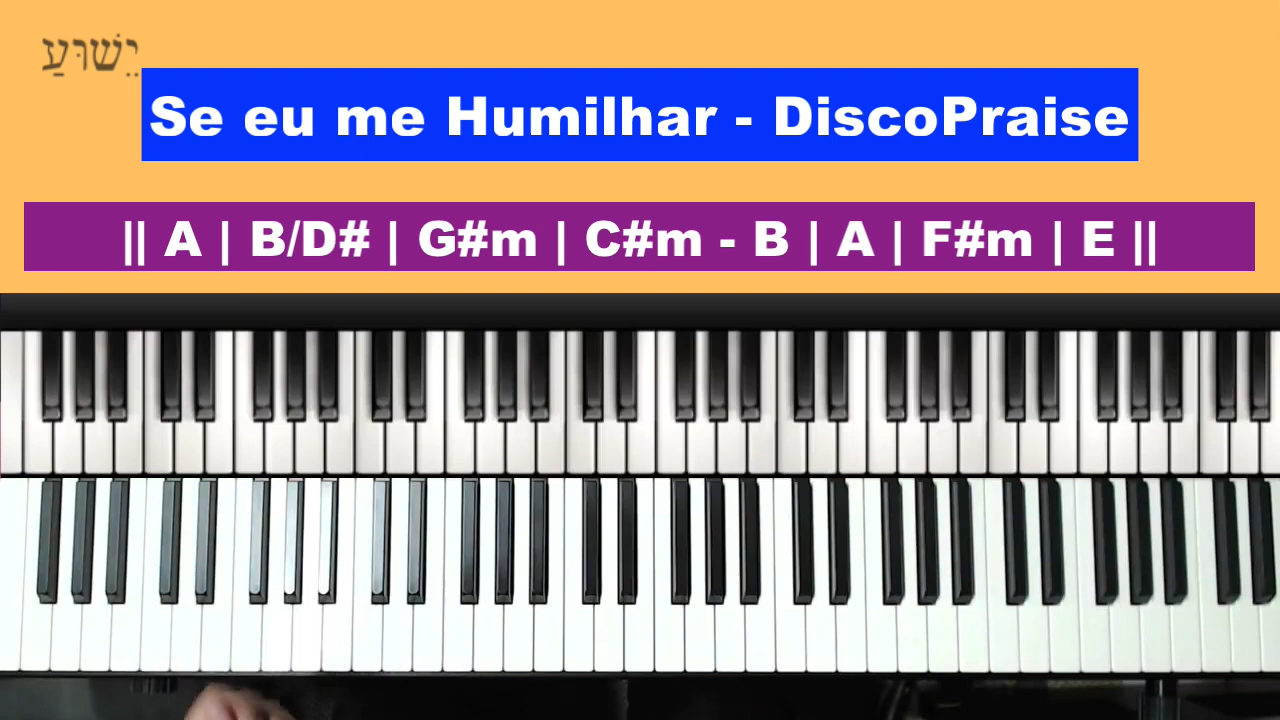 יֵשׁוּעַ
Se eu me Humilhar - DiscoPraise
|| A | B/D# | G#m | C#m - B | A | F#m | E ||